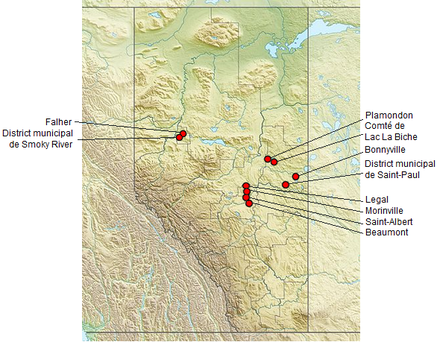 Falher
District municipal
de Smoky River
Plamondon
Comté de
Lac La Biche
Bonnyville
District municipal
de Saint-Paul
Legal
Morinville
Saint-Albert
Beaumont